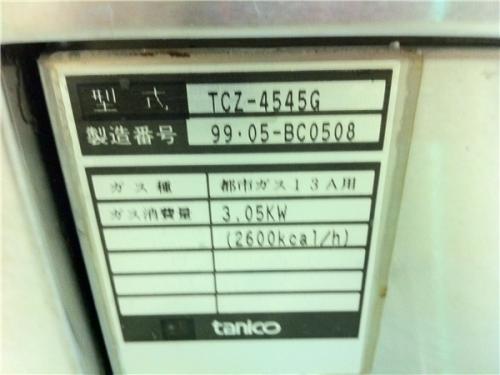 型式 TCZ-4545G
製造番号 99・05-BC0508
ガス種 都市ガス13A用
ガス消費量 3.05KW
(2600kcal/h)
tanico